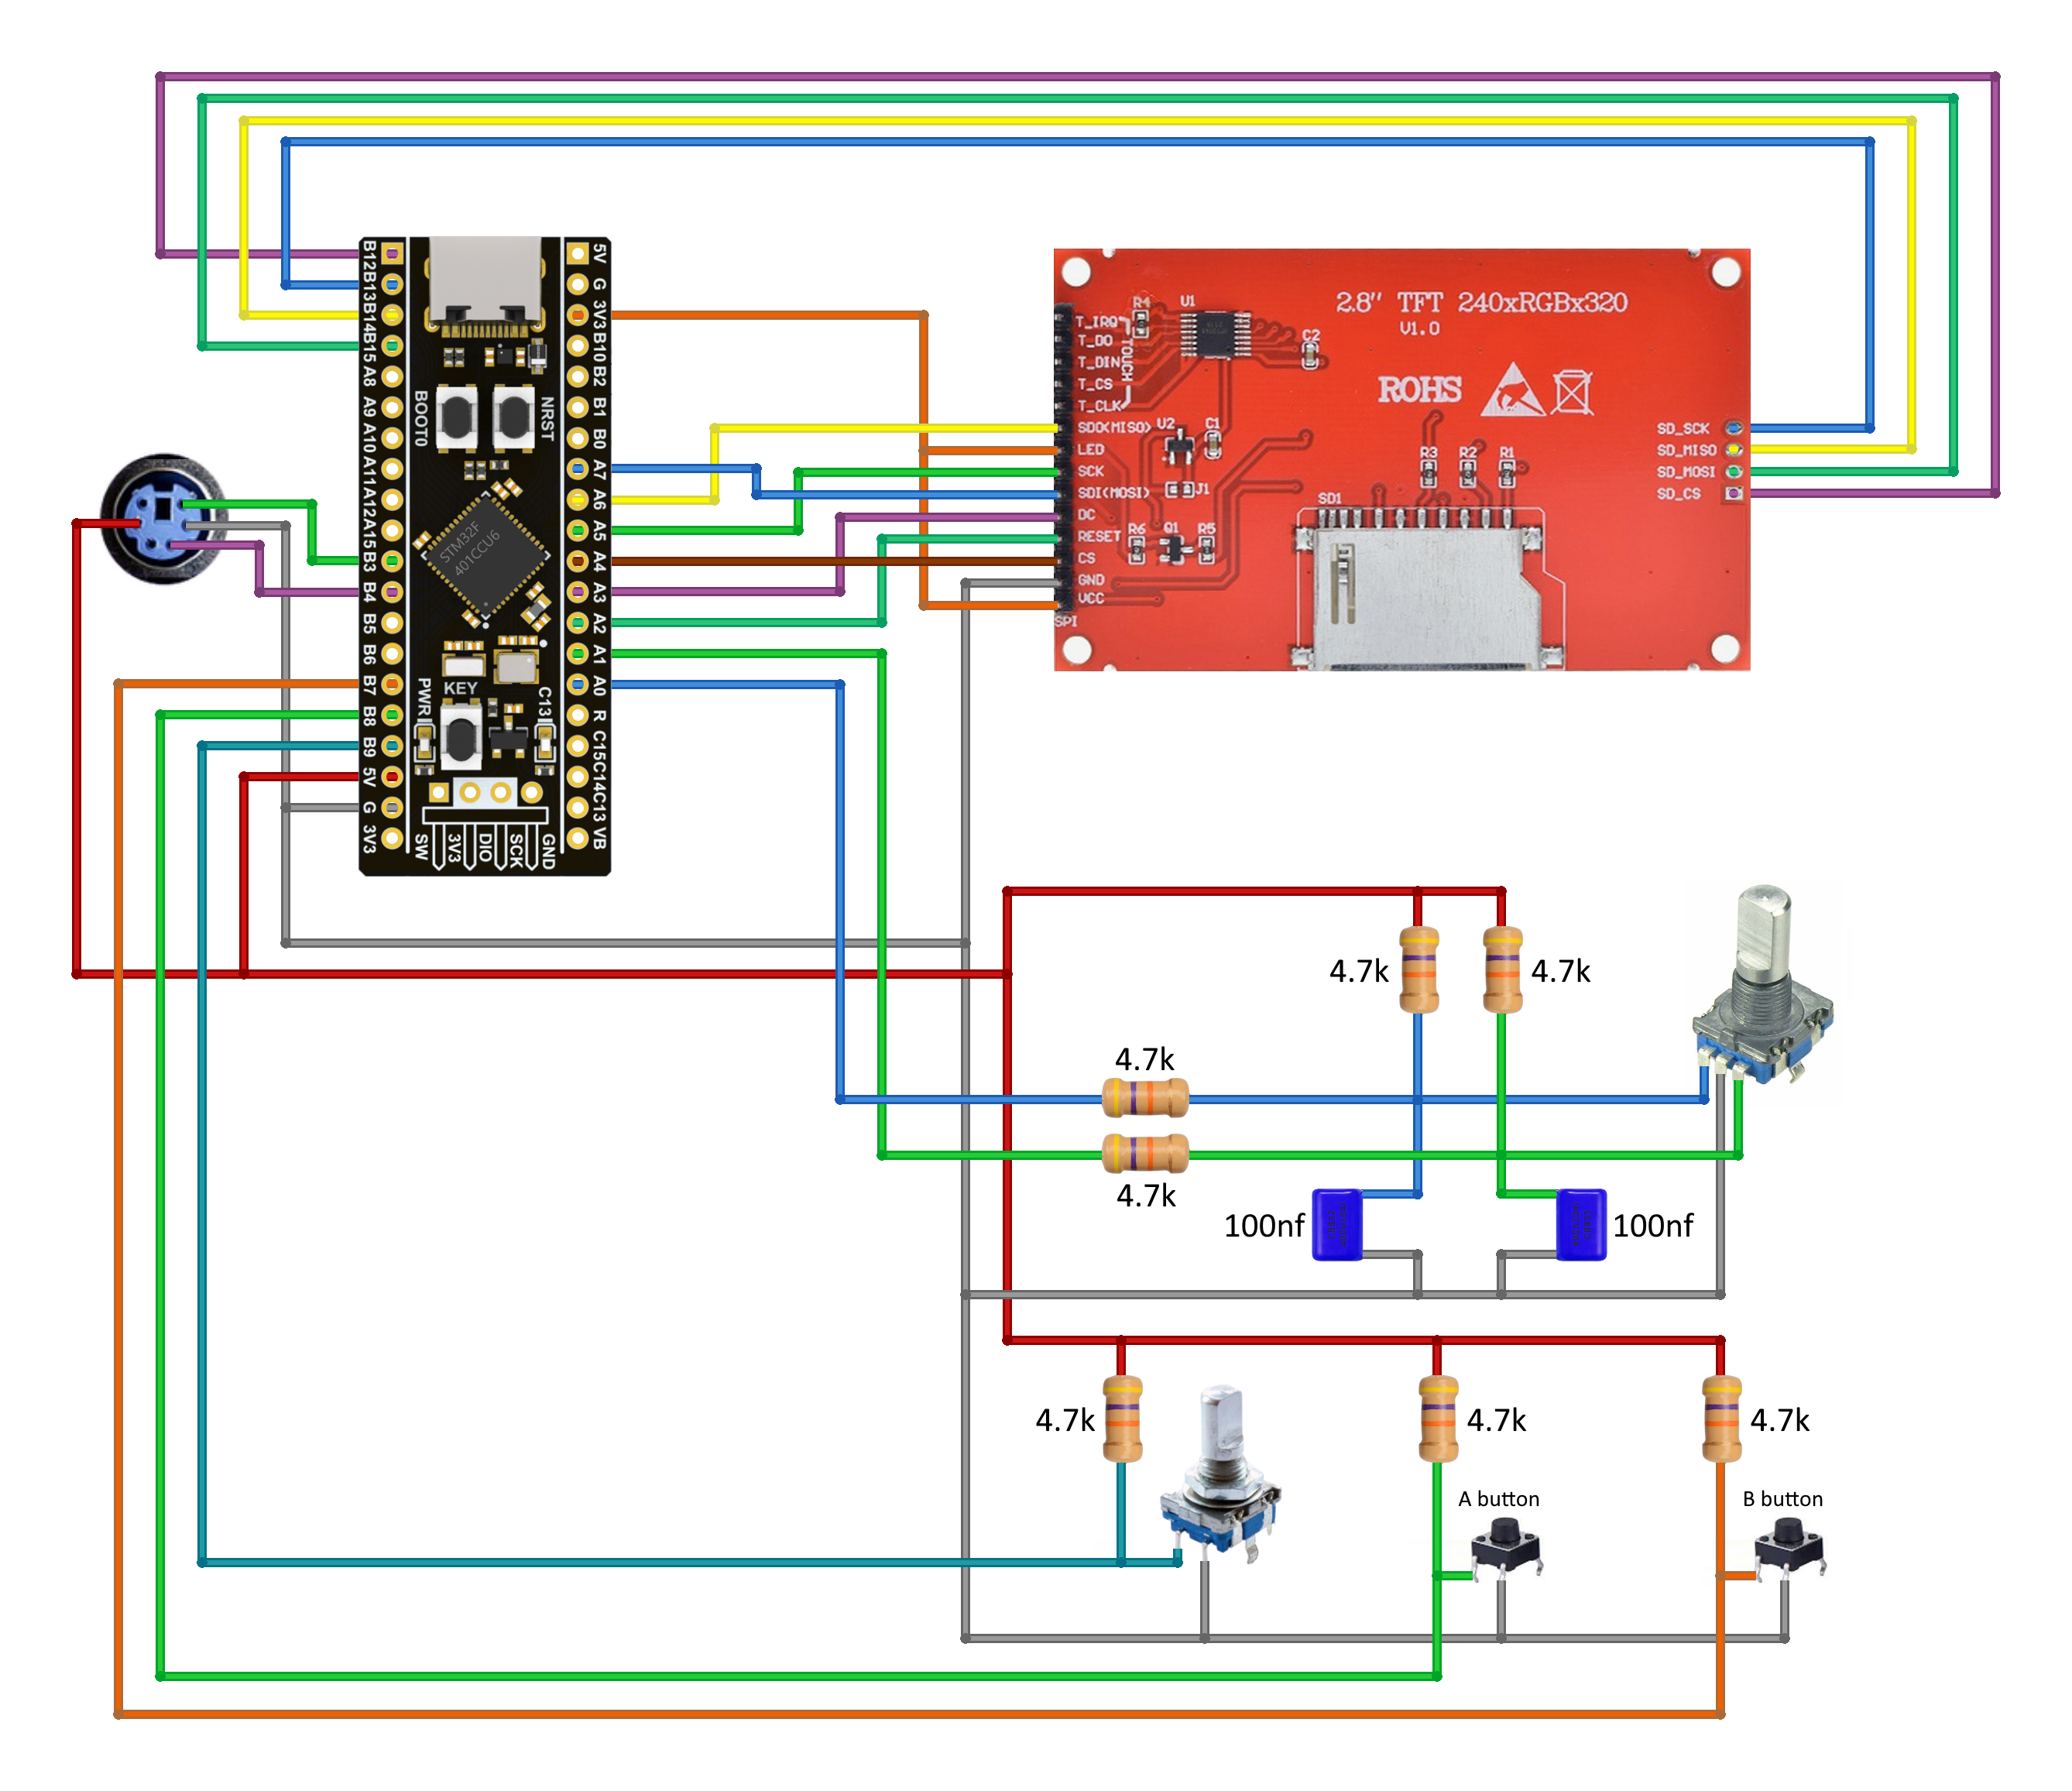 B12
B13
B14
B15
A8
A9
A10
A11
A12
A15
B3
B4
B5
B6
B7
B8
B9
5V
G
3V3
BOOT0
NRST
STM32F
401CCU6
PWR
KEY
C13
SW
3V3
DIO
SCK
GND
5V
G
3V3
B10
B2
B1
B0
A7
A6
A5
A4
A3
A2
A1
A0
R
C15
C14
C13
VB
T_IRQ
T_DO
T_DIN
T_CS
T_CLK
TOUCH
SDO(MISO)
LED
SCK
SDI(MOSI)
DC
RESET
CS
GND
VCC
SPI
R4
U1
C2
U2
C1
J1
R6
Q1
R5
2.8" TFT 240xRGBx320
V1.0
ROHS
R3
R2
R1
SD1
SD_SCK
SD_MISO
SD_MOSI
SD_CS
4.7k
4.7k
4.7k
4.7k
100nf
100nf
4.7k
4.7k
4.7k
A button
B button